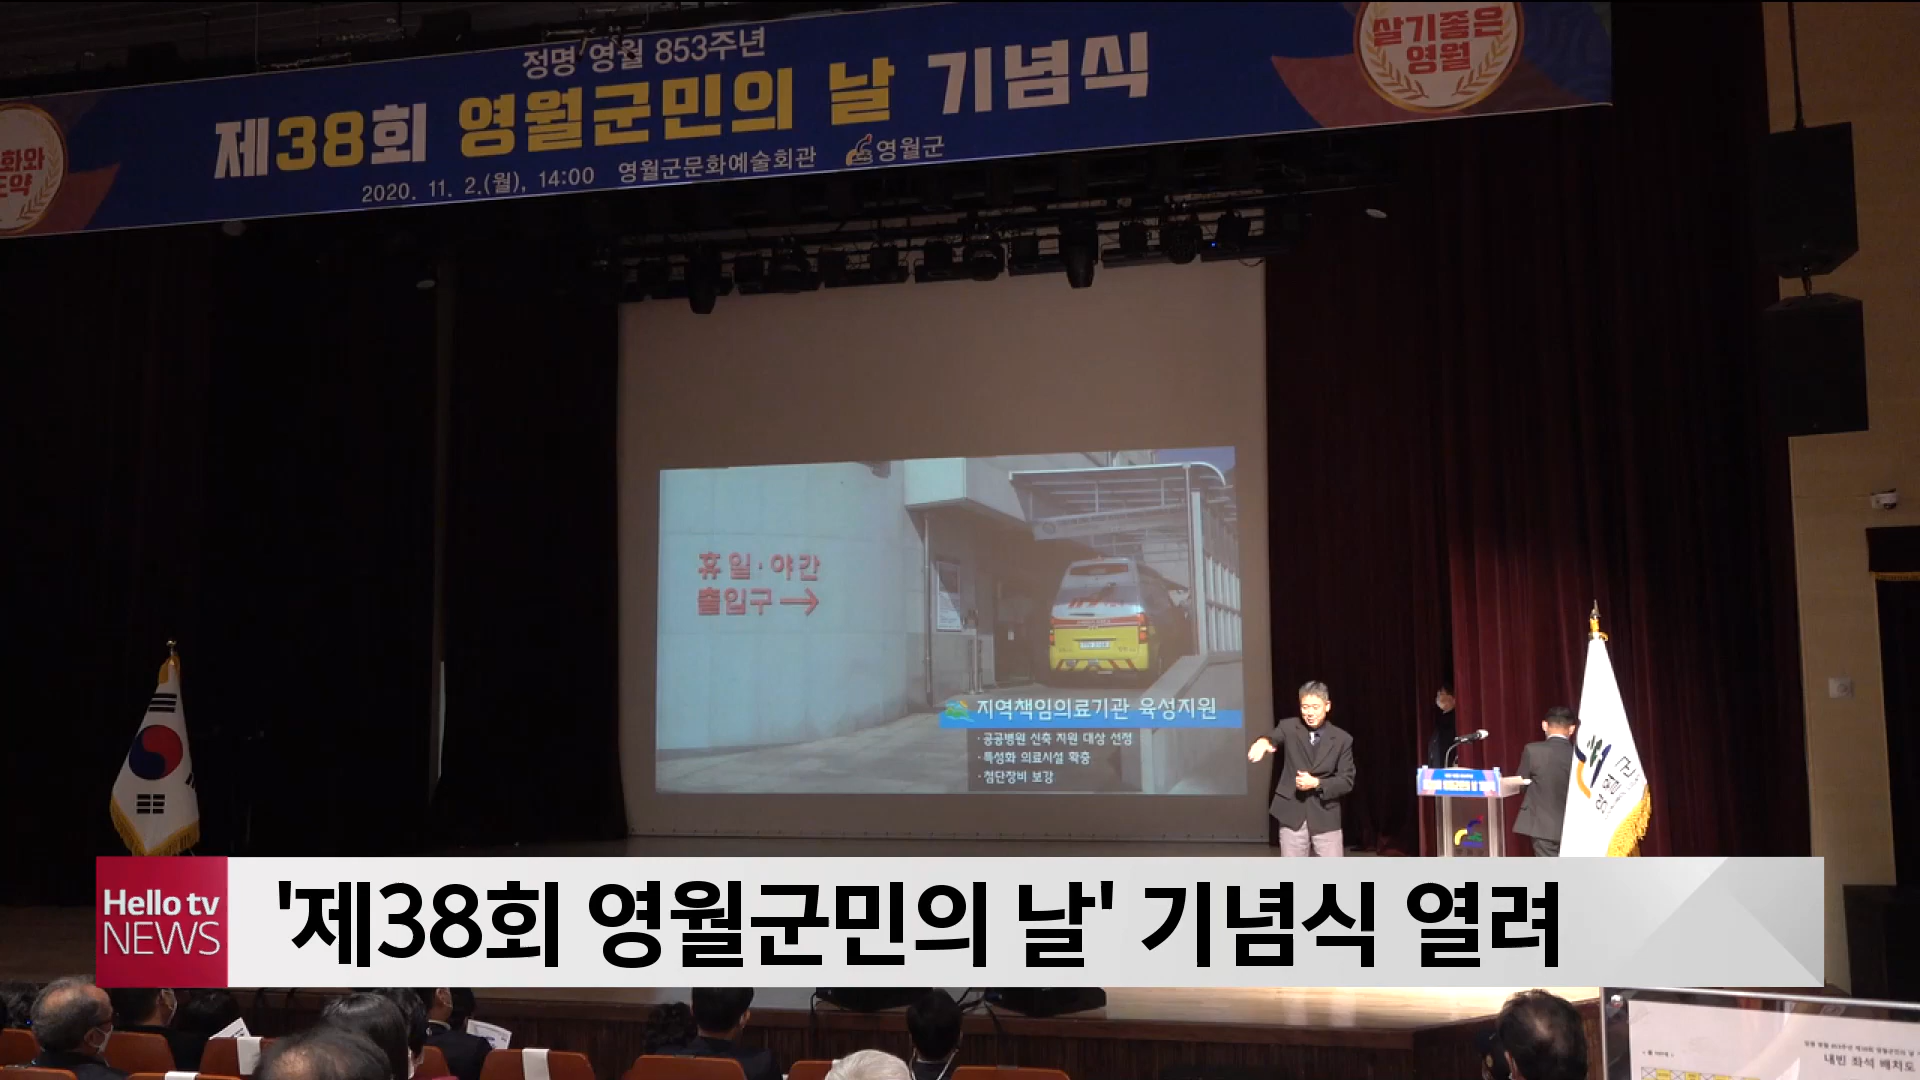 정명 영월 853주년
제38회 영월군민의 날 기념식
2020. 11. 2.(월), 14:00 영월군문화예술회관 영월군
살기좋은
영월
휴일·야간
출입구→
지역책임의료기관 육성지원
·공공병원 신축 지원 대상 선정
·특성화 의료시설 확충
·첨단장비 보강
Hello tv
NEWS
'제38회 영월군민의 날' 기념식 열려
내빈 좌석 배치도